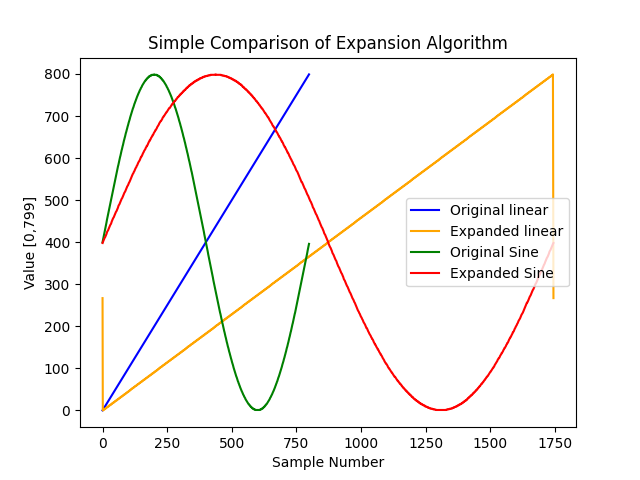 Simple Comparison of Expansion Algorithm
800
700
600
500
400
300
200
100
0
Value [0,799]
Original linear
Expanded linear
Original Sine
Expanded Sine
0 250 500 750 1000 1250 1500 1750
Sample Number